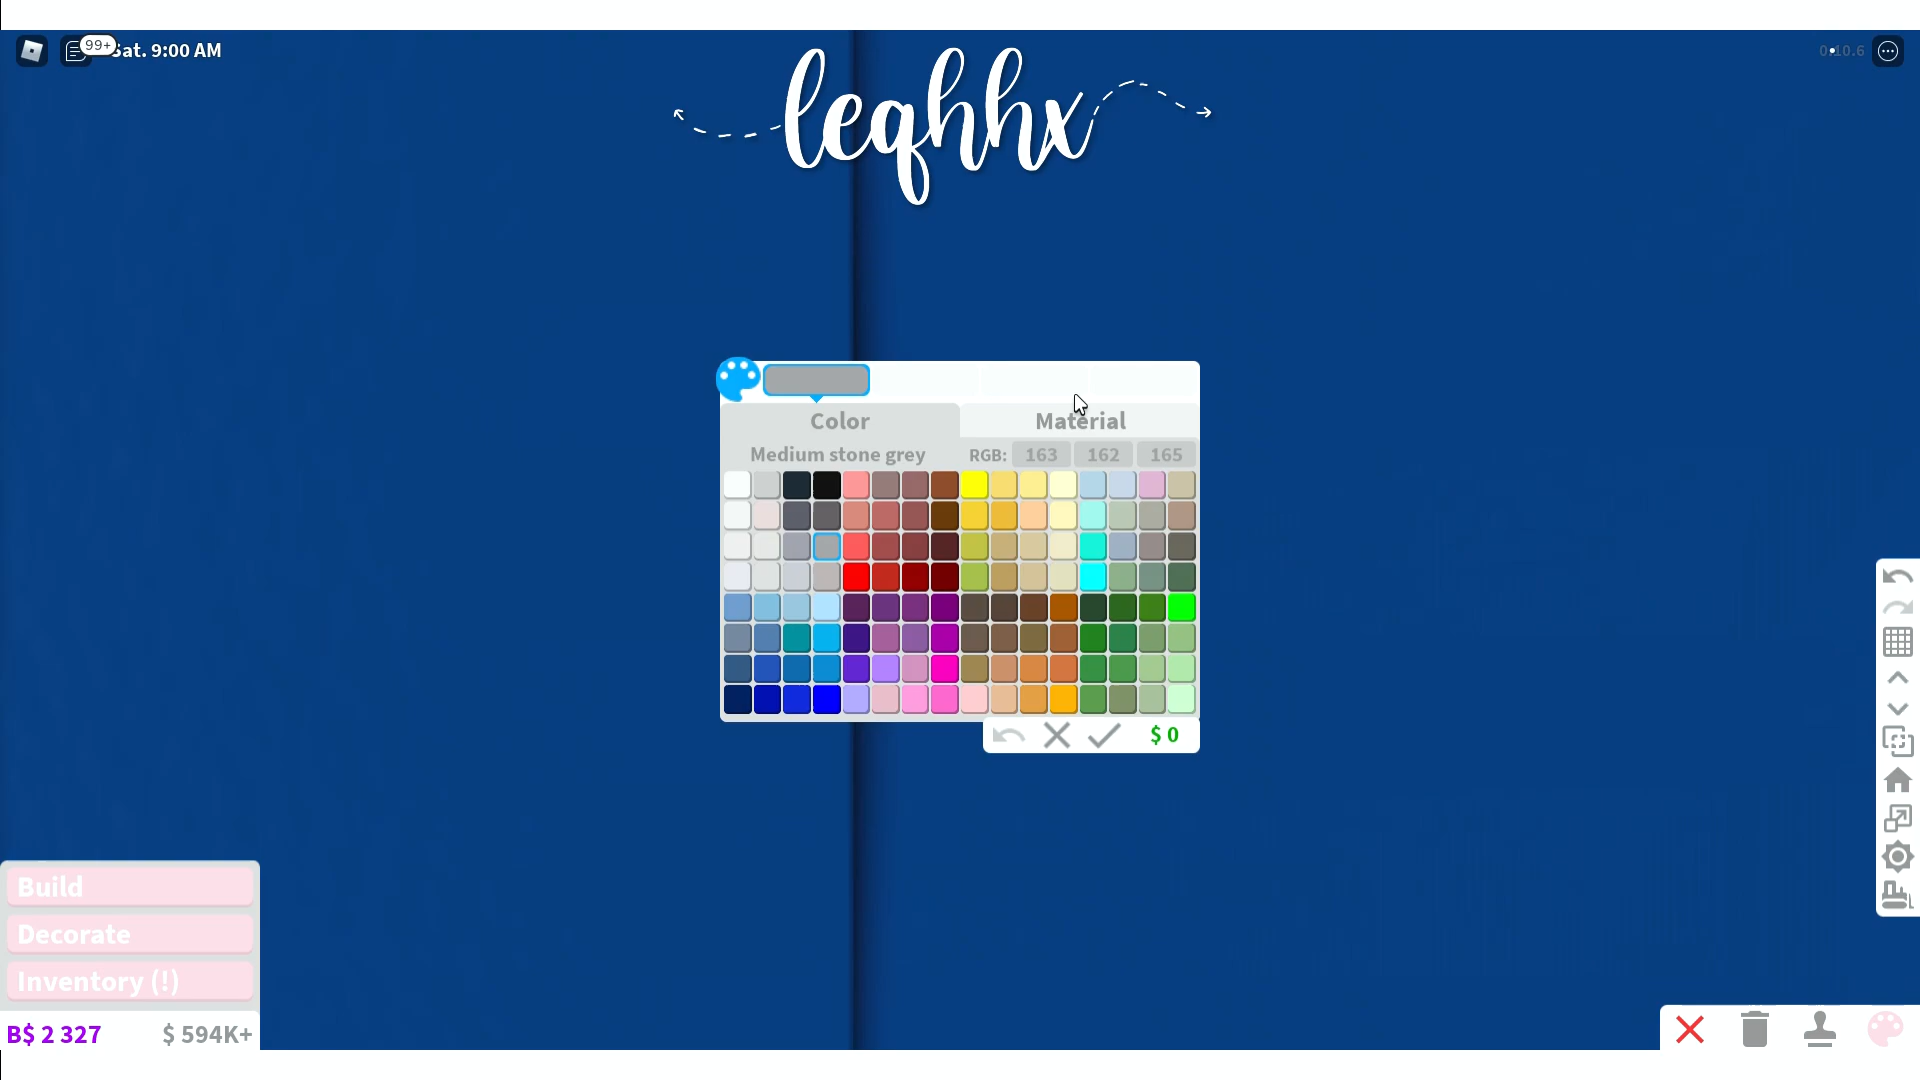 99+
Sat. 9:00 AM
leqhhx
Color
Material
Medium stone grey
RGB: 163 162 165
$ 0
Build
Decorate
Inventory (!)
B$ 2 327
$ 594K+